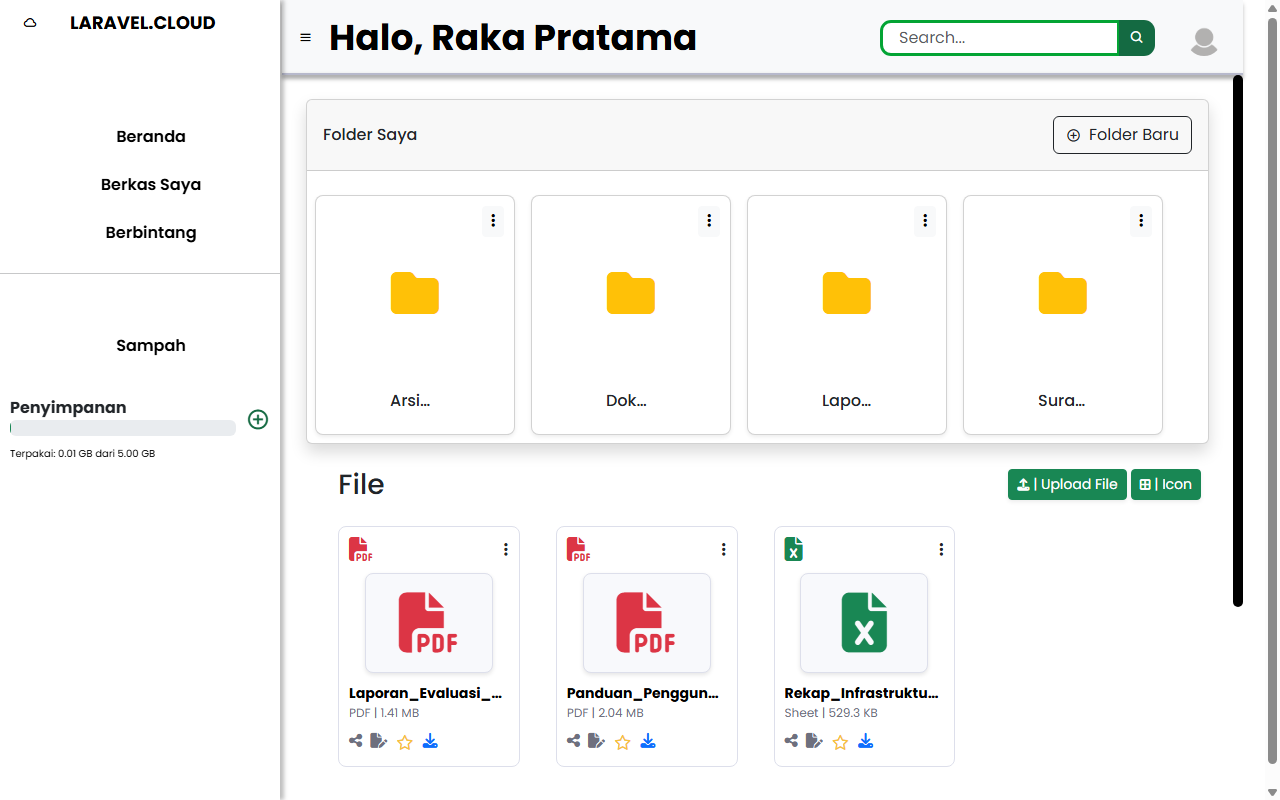 LARAVEL.CLOUD
Halo, Raka Pratama
Search...
Beranda
Berkas Saya
Berbintang
Sampah
Penyimpanan
Terpakai: 0.01 GB dari 5.00 GB
Folder Saya
Folder Baru
Arsi...
Dok...
Lapo...
Sura...
File
| Upload File
| Icon
PDF
PDF
PDF
PDF
X
X
Laporan_Evaluasi_...
PDF | 1.41 MB
Panduan_Penggun...
PDF | 2.04 MB
Rekap_Infrastruktu...
Sheet | 529.3 KB